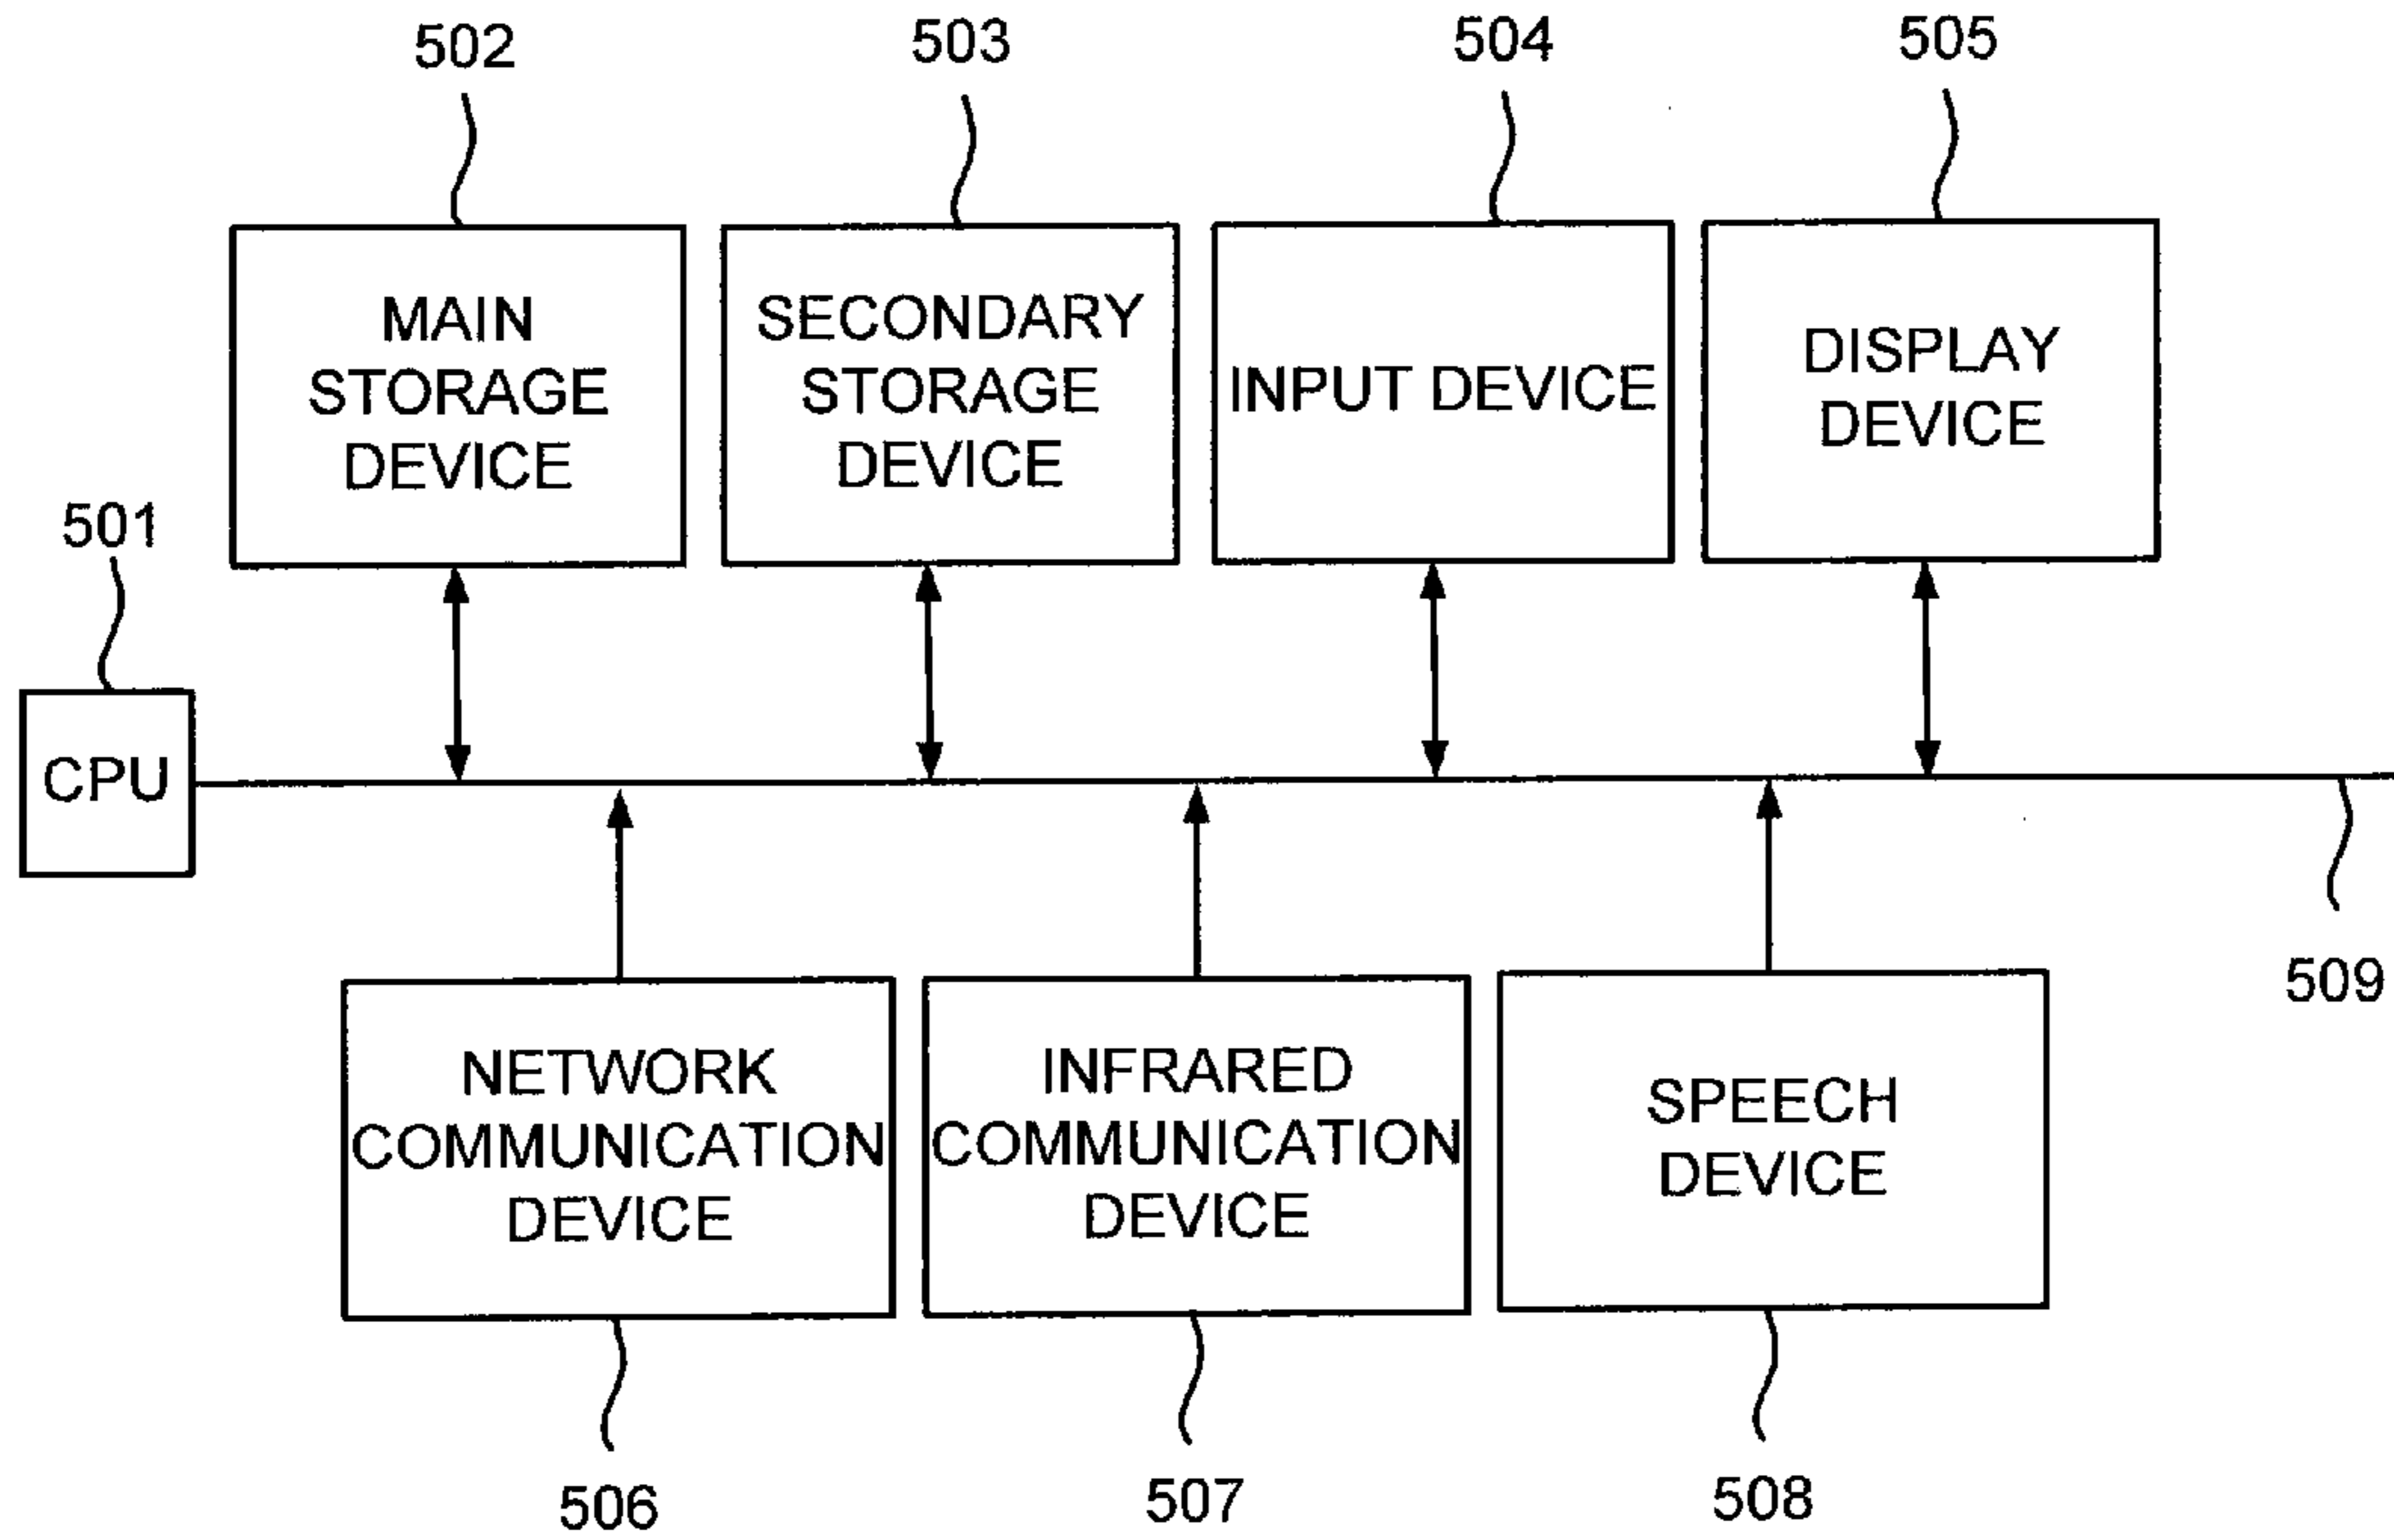 502
503
504
505
MAIN
STORAGE
DEVICE
SECONDARY
STORAGE
DEVICE
INPUT DEVICE
DISPLAY
DEVICE
501
CPU
509
NETWORK
COMMUNICATION
DEVICE
INFRARED
COMMUNICATION
DEVICE
SPEECH
DEVICE
506
507
508